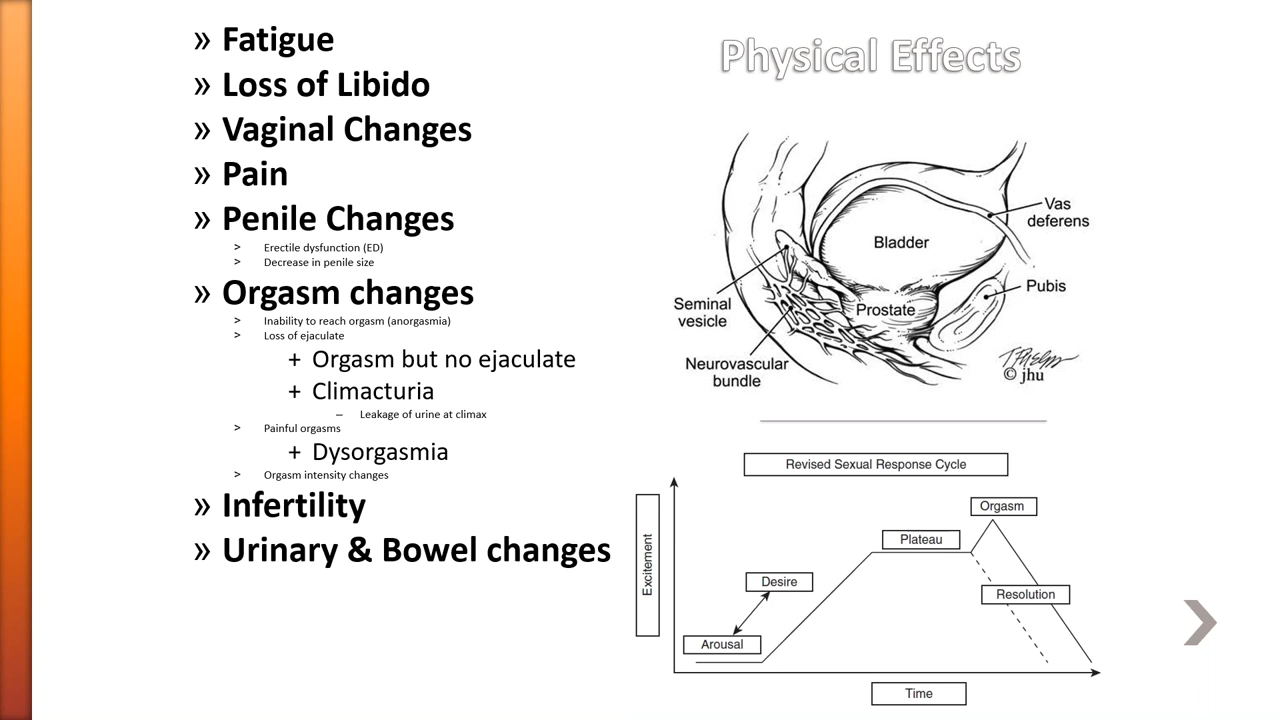 » Fatigue
» Loss of Libido
» Vaginal Changes
» Pain
» Penile Changes
> Erectile dysfunction (ED)
> Decrease in penile size
» Orgasm changes
> Inability to reach orgasm (anorgasmia)
> Loss of ejaculate
+ Orgasm but no ejaculate
+ Climacturia
– Leakage of urine at climax
> Painful orgasms
+ Dysorgasmia
> Orgasm intensity changes
» Infertility
» Urinary & Bowel changes
Physical Effects
Vas
deferens
Bladder
Pubis
Seminal
vesicle
Prostate
Neurovascular
bundle
© jhu
Revised Sexual Response Cycle
Orgasm
Plateau
Excitement
Desire
Resolution
Arousal
Time